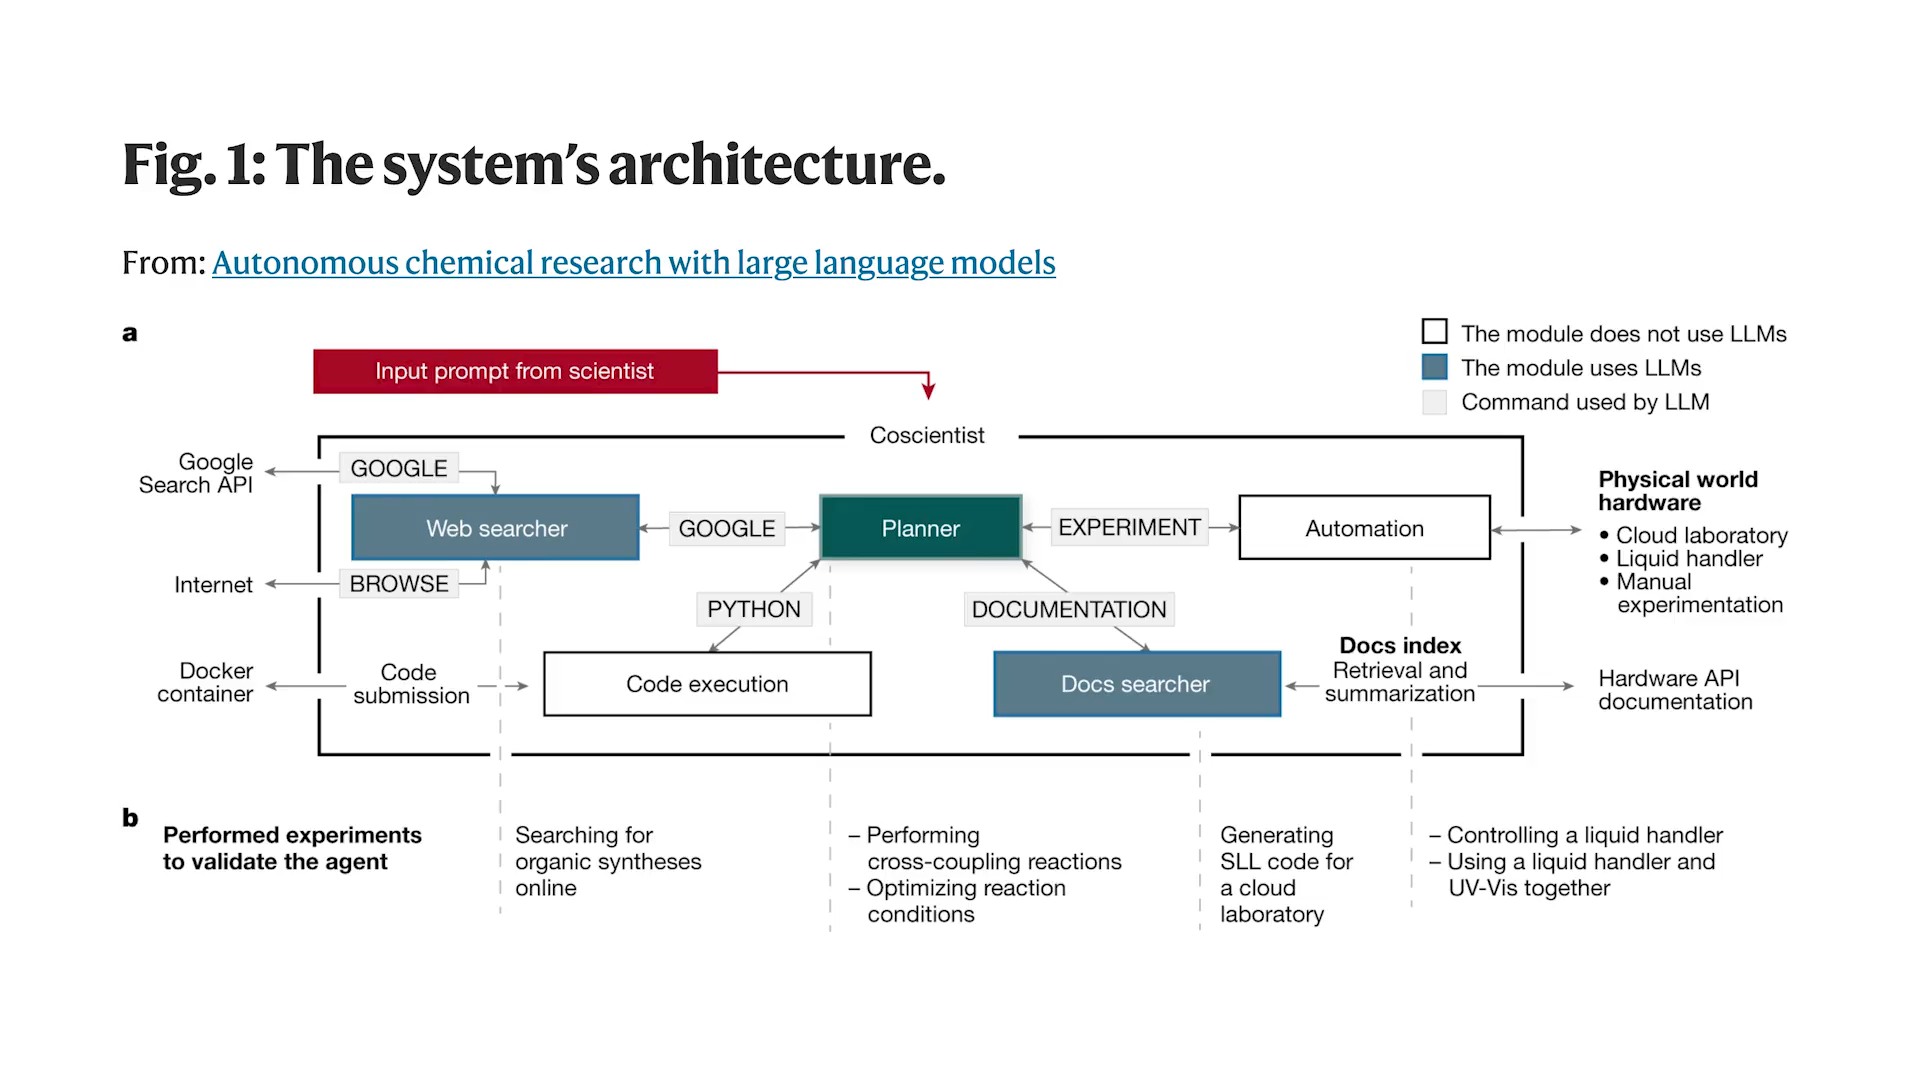 Fig. 1: The system’s architecture.
From: Autonomous chemical research with large language models
a
Input prompt from scientist
The module does not use LLMs
The module uses LLMs
Command used by LLM
Coscientist
Google
Search API
GOOGLE
Web searcher
GOOGLE
Planner
EXPERIMENT
Automation
Physical world
hardware
• Cloud laboratory
• Liquid handler
• Manual
experimentation
Internet
BROWSE
PYTHON
DOCUMENTATION
Docker
container
Code
submission
Code execution
Docs searcher
Docs index
Retrieval and
summarization
Hardware API
documentation
b
Performed experiments
to validate the agent
Searching for
organic syntheses
online
– Performing
cross-coupling reactions
– Optimizing reaction
conditions
Generating
SLL code for
a cloud
laboratory
– Controlling a liquid handler
– Using a liquid handler and
UV-Vis together